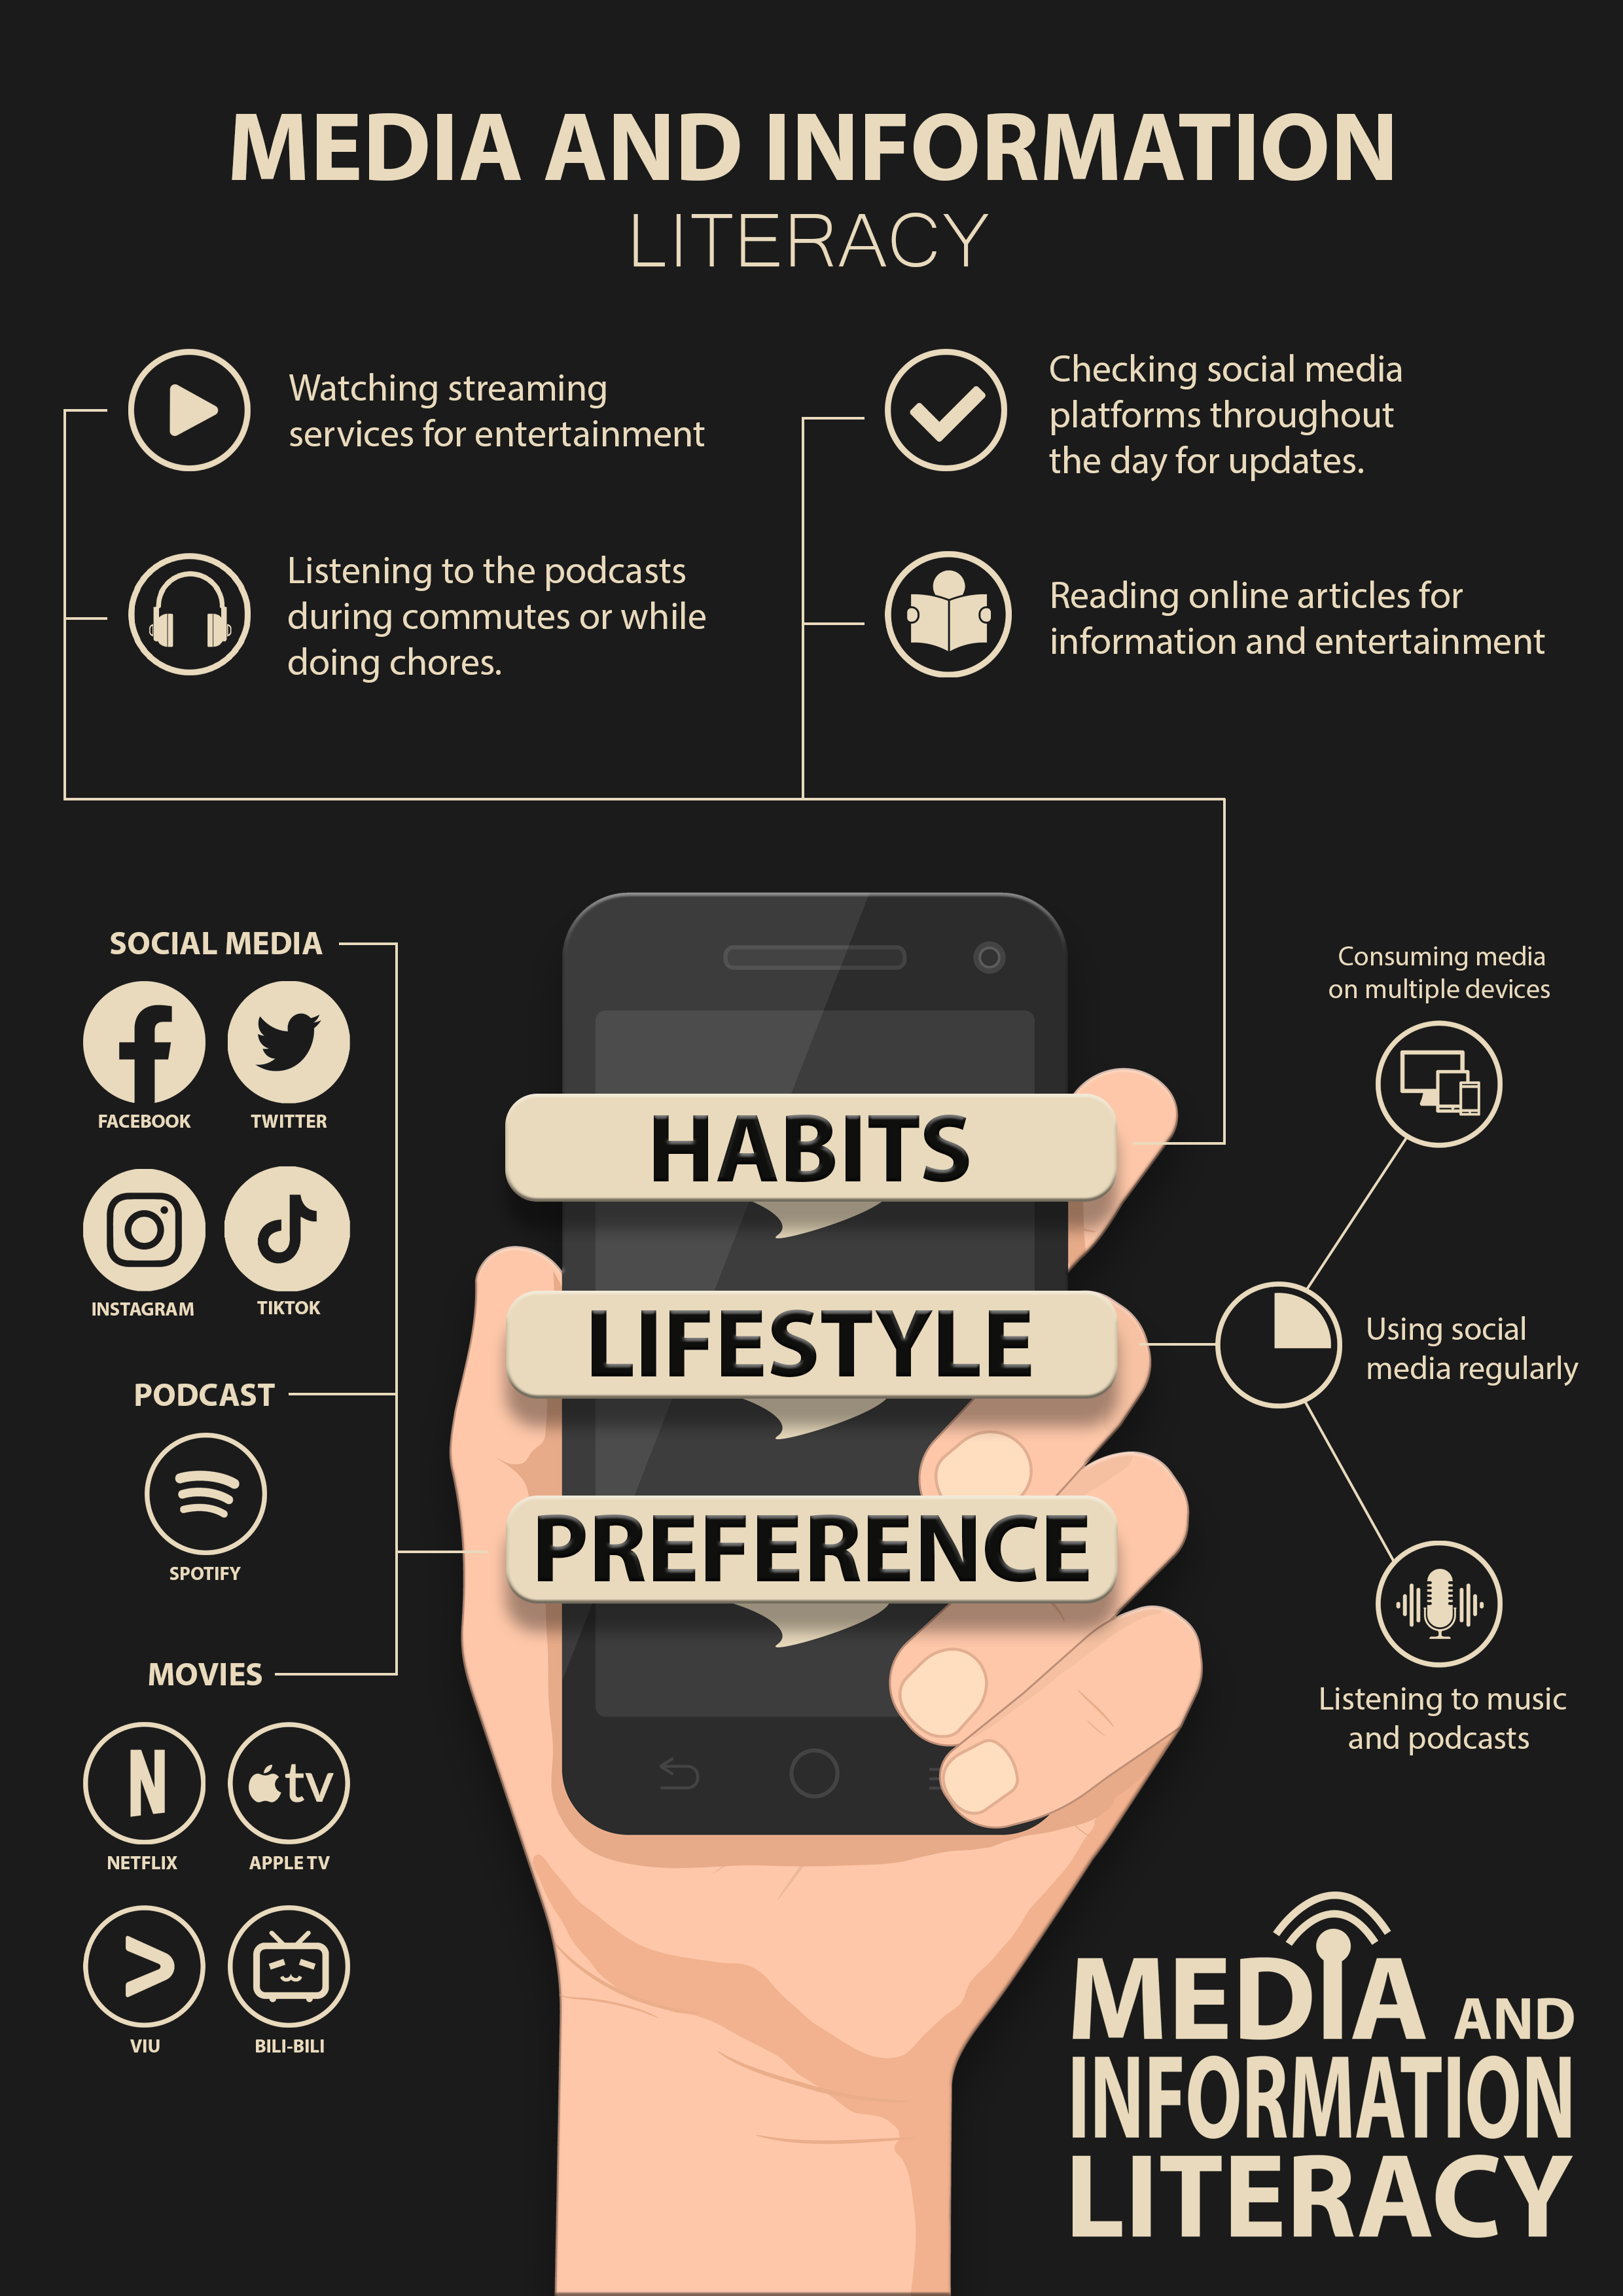 MEDIA AND INFORMATION
LITERACY
Watching streaming
services for entertainment
Listening to the podcasts
during commutes or while
doing chores.
Checking social media
platforms throughout
the day for updates.
Reading online articles for
information and entertainment
SOCIAL MEDIA
FACEBOOK
TWITTER
INSTAGRAM
TIKTOK
PODCAST
SPOTIFY
MOVIES
N
NETFLIX
tv
APPLE TV
VIU
BILI-BILI
HABITS
LIFESTYLE
PREFERENCE
Consuming media
on multiple devices
Using social
media regularly
Listening to music
and podcasts
MEDIA AND
INFORMATION
LITERACY